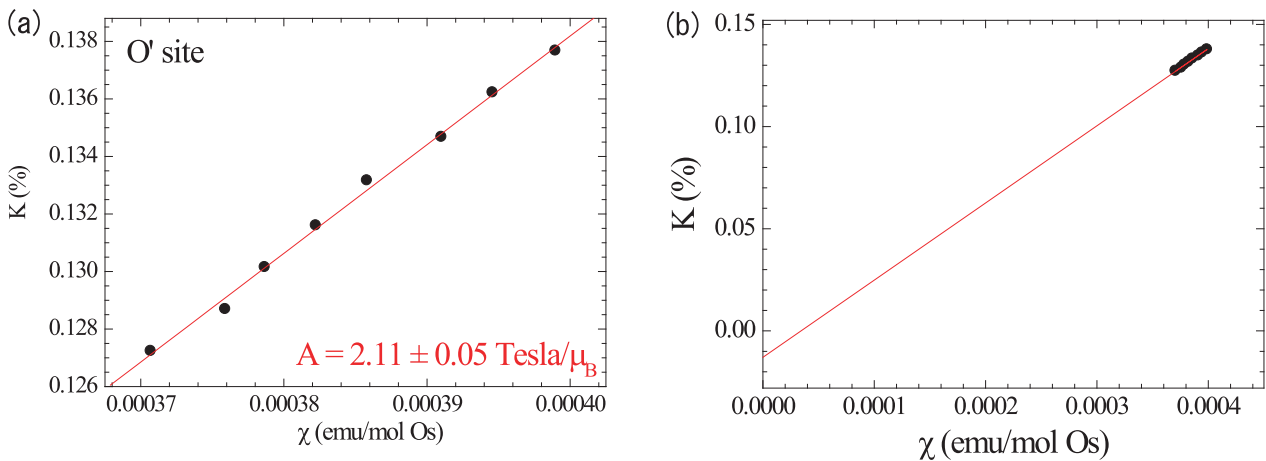 (a)
O' site
K (%)
0.138
0.136
0.134
0.132
0.130
0.128
0.126
A = 2.11 ± 0.05 Tesla/μB
0.00037 0.00038 0.00039 0.00040
χ (emu/mol Os)
(b)
K (%)
0.15
0.10
0.05
0.00
0.0000 0.0001 0.0002 0.0003 0.0004
χ (emu/mol Os)